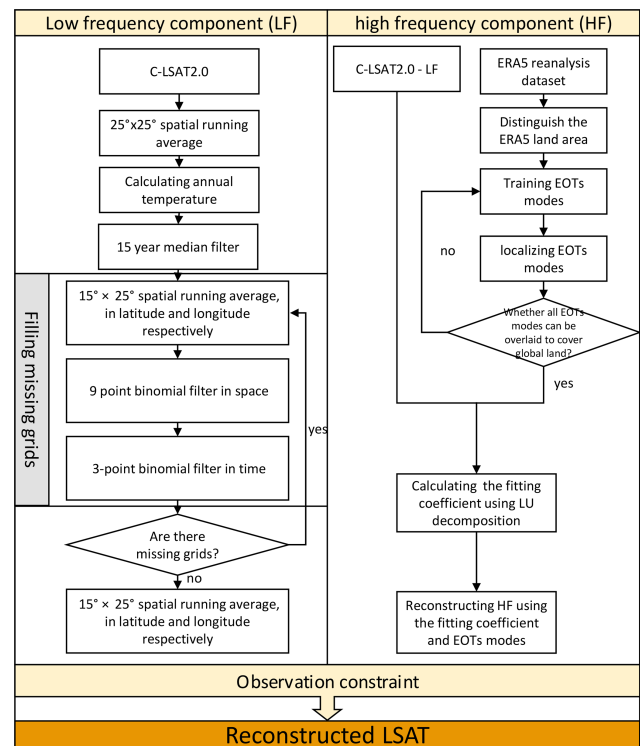 Low frequency component (LF)
C-LSAT2.0
25°x25° spatial running
average
Calculating annual
temperature
15 year median filter
Filling missing grids
15° × 25° spatial running average,
in latitude and longitude
respectively
9 point binomial filter in space
yes
3-point binomial filter in time
Are there
missing grids?
no
15° × 25° spatial running average,
in latitude and longitude
respectively
high frequency component (HF)
C-LSAT2.0 - LF
ERA5 reanalysis
dataset
Distinguish the
ERA5 land area
Training EOTs
modes
no
localizing EOTs
modes
Whether all EOTs
modes can be
overlaid to cover
global land?
yes
Calculating the fitting
coefficient using LU
decomposition
Reconstructing HF using
the fitting coefficient
and EOTs modes
Observation constraint
Reconstructed LSAT